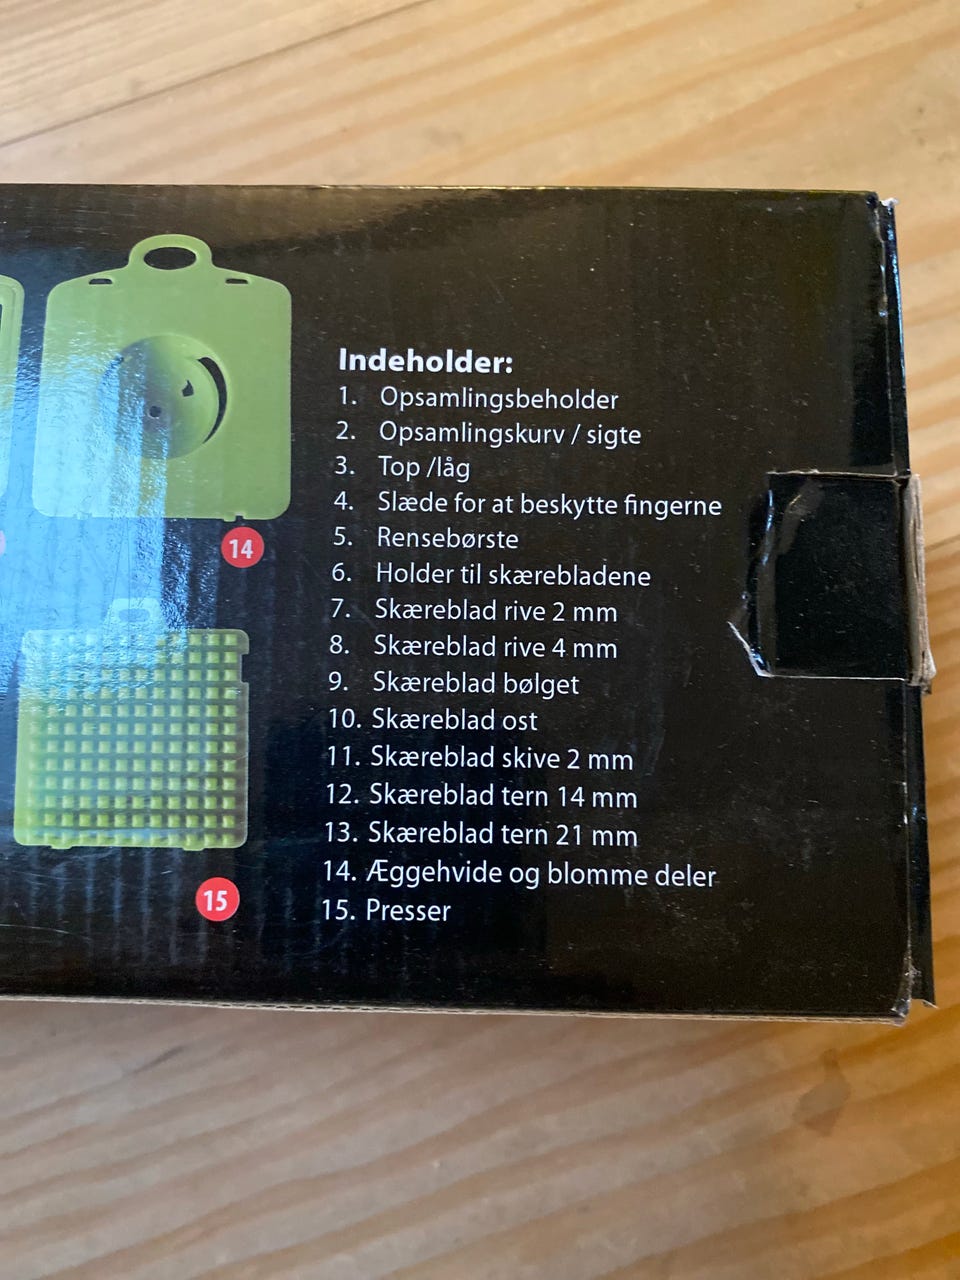 Indeholder:
1. Opsamlingsbeholder
2. Opsamlingskurv / sigte
3. Top /låg
4. Slæde for at beskytte fingerne
5. Rensebørste
6. Holder til skærebladene
7. Skæreblad rive 2 mm
8. Skæreblad rive 4 mm
9. Skæreblad bølget
10. Skæreblad ost
11. Skæreblad skive 2 mm
12. Skæreblad tern 14 mm
13. Skæreblad tern 21 mm
14. Æggehvide og blomme deler
15. Presser
14
15